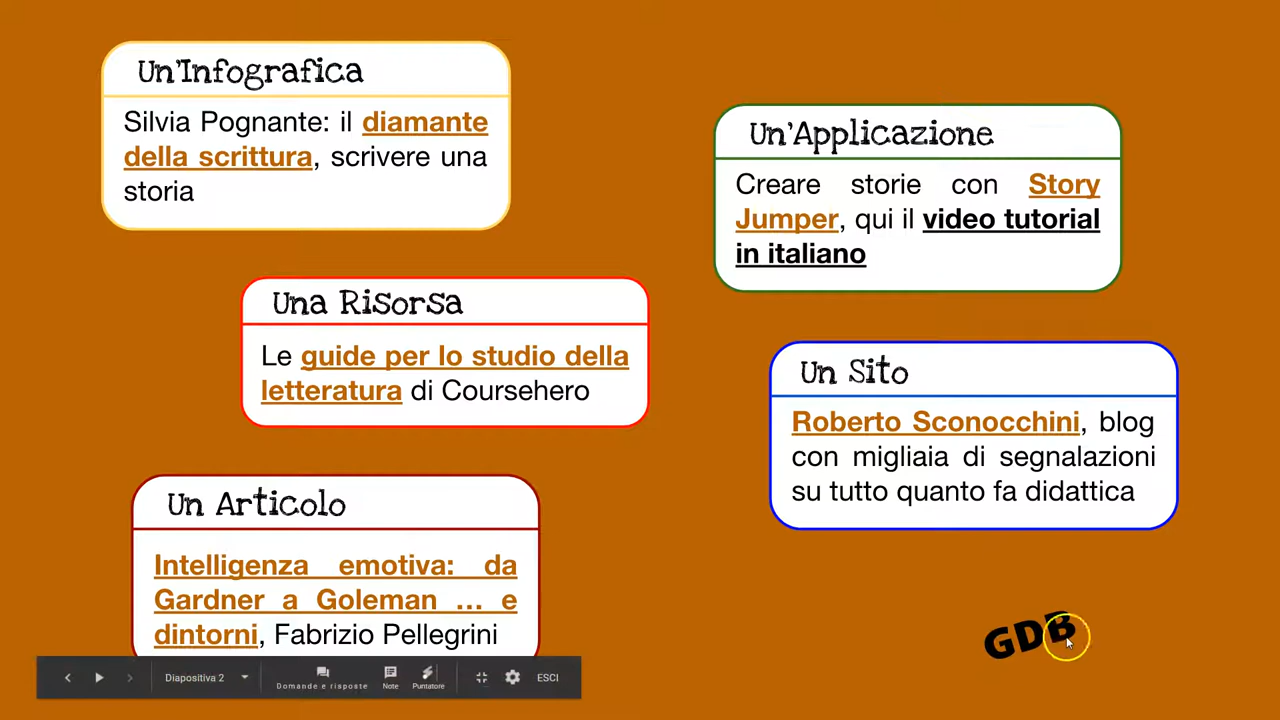 Un'Infografica
Silvia Pognante: il diamante
della scrittura, scrivere una
storia
Un'Applicazione
Creare storie con Story
Jumper, qui il video tutorial
in italiano
Una Risorsa
Le guide per lo studio della
letteratura di Coursehero
Un Sito
Roberto Sconocchini, blog
con migliaia di segnalazioni
su tutto quanto fa didattica
Un Articolo
Intelligenza emotiva: da
Gardner a Goleman ... e
dintorni, Fabrizio Pellegrini
GDB
Diapositiva 2
Domande e risposte
Note
Puntatore
ESCI